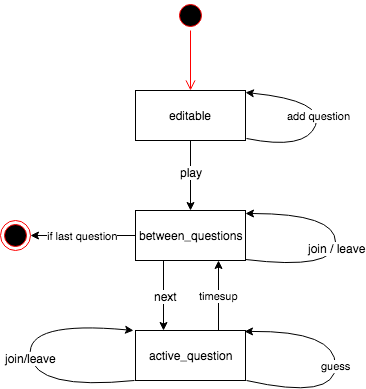 editable
add question
play
if last question
between_questions
join / leave
next
timesup
join/leave
active_question
guess